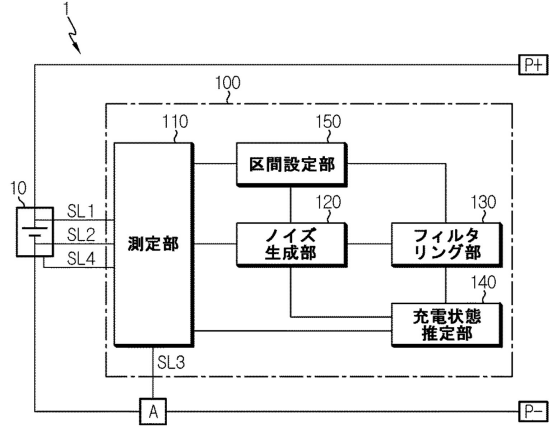 1
P+
100
110
150
区間設定部
10
SL1
120
130
測定部
SL2
ノイズ
生成部
フィルタ
リング部
SL4
140
充電状態
推定部
SL3
A
P-